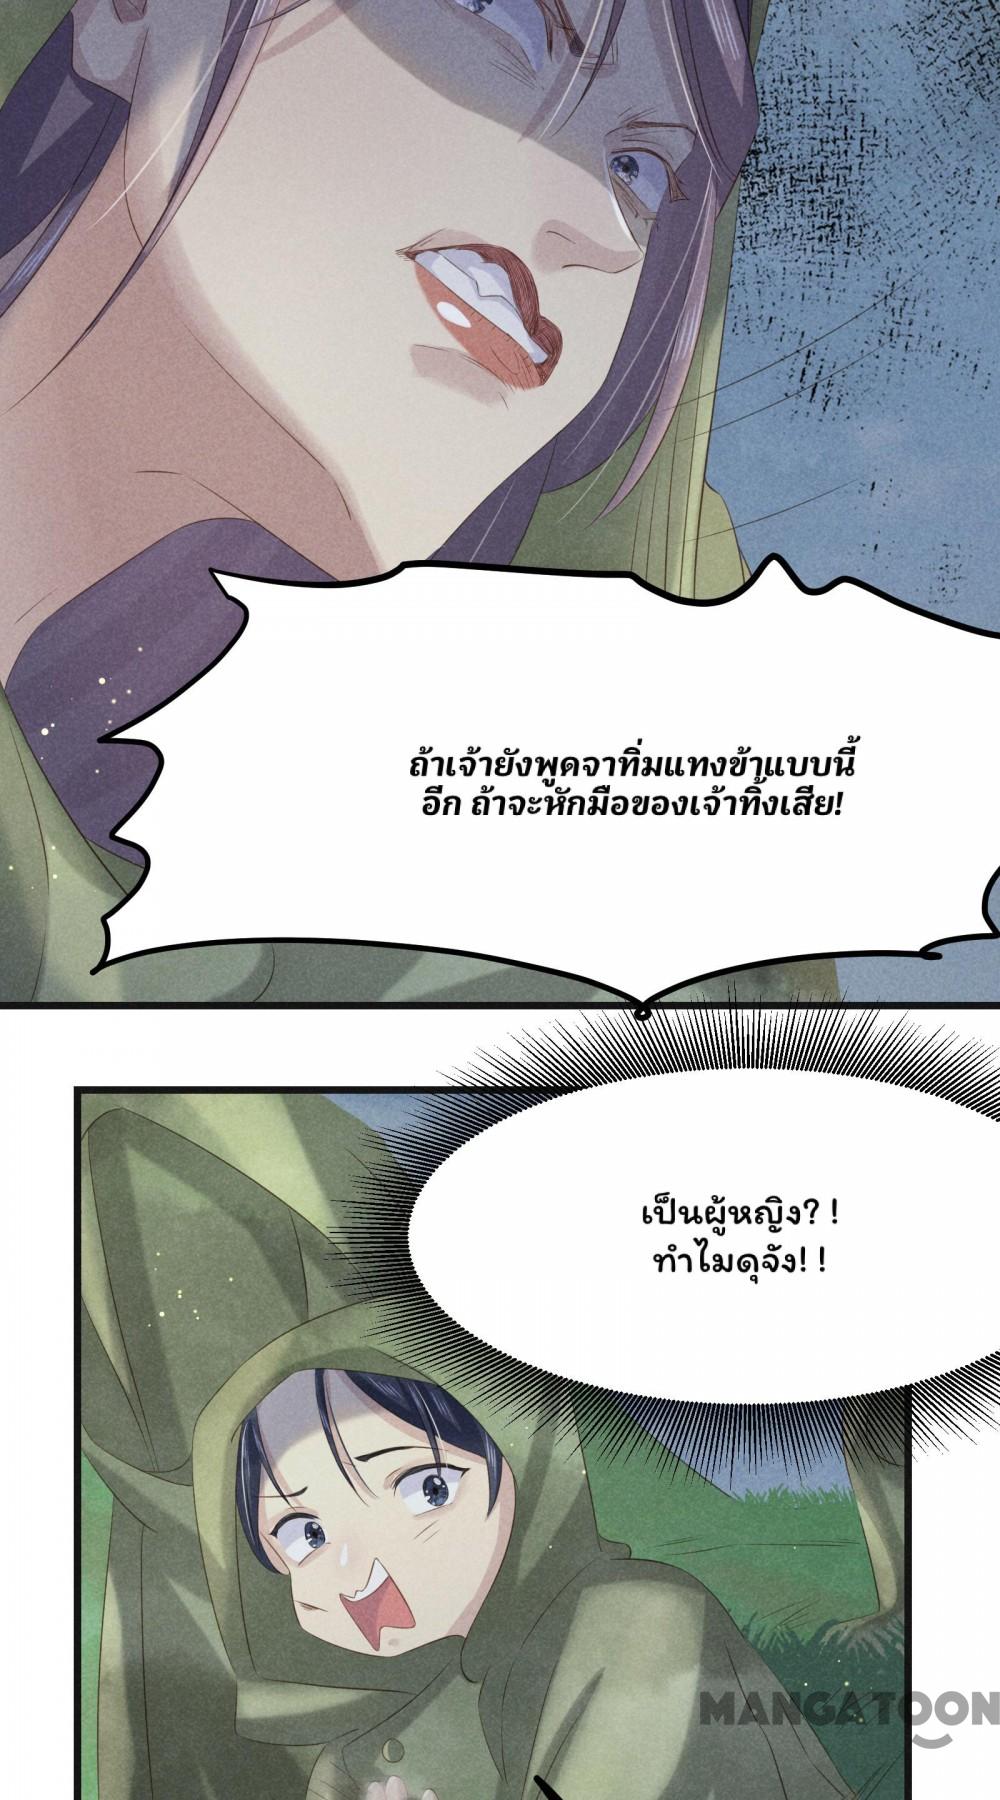 ถ้าเจ้ายังพูดจาทิ่มแทงข้าแบบนี้
อีก ถ้าจะหักมือของเจ้าทิ้งเสีย!
เป็นผู้หญิง?!
ทำไมดุจัง!!
MANGATOON